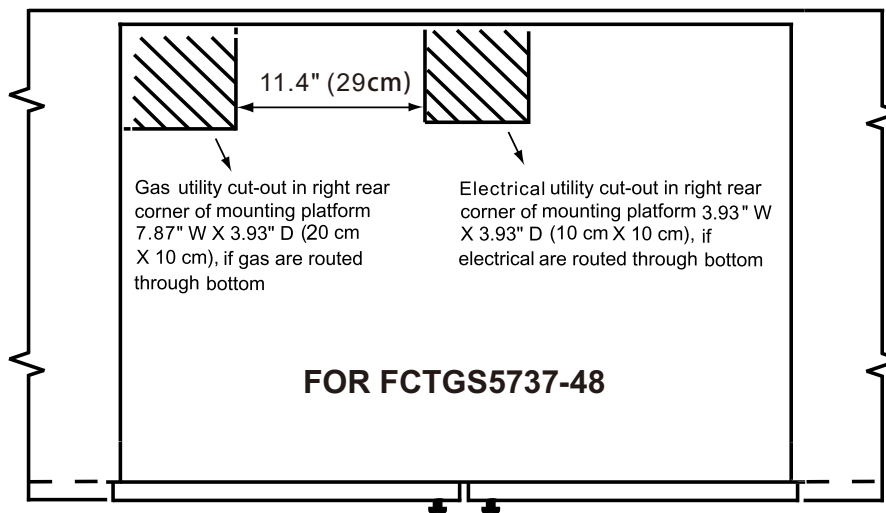 11.4" (29cm)
Gas utility cut-out in right rear
corner of mounting platform
7.87" W X 3.93" D (20 cm
X 10 cm), if gas are routed
through bottom
Electrical utility cut-out in right rear
corner of mounting platform 3.93" W
X 3.93" D (10 cm X 10 cm), if
electrical are routed through bottom
FOR FCTGS5737-48